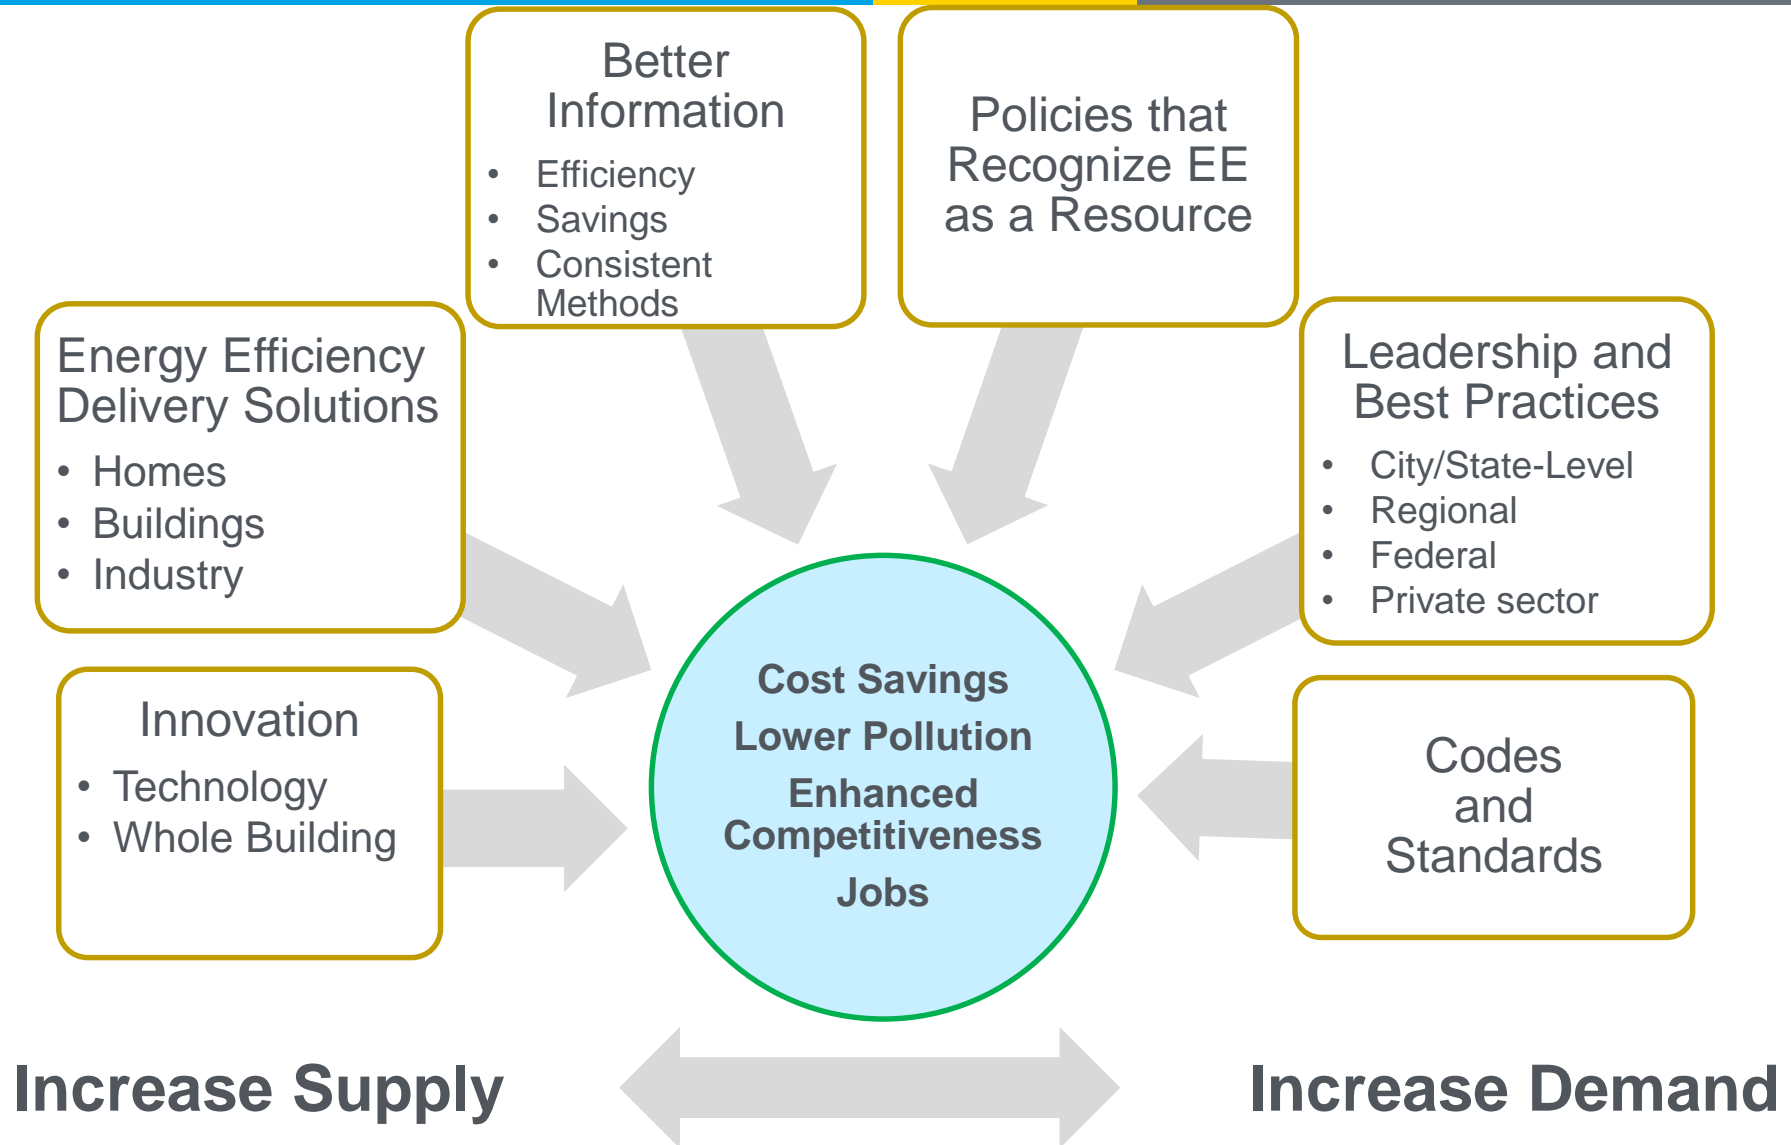 Better
Information
• Efficiency
• Savings
• Consistent
Methods
Policies that
Recognize EE
as a Resource
Energy Efficiency
Delivery Solutions
• Homes
• Buildings
• Industry
Leadership and
Best Practices
• City/State-Level
• Regional
• Federal
• Private sector
Innovation
• Technology
• Whole Building
Cost Savings
Lower Pollution
Enhanced
Competitiveness
Jobs
Codes
and
Standards
Increase Supply
Increase Demand